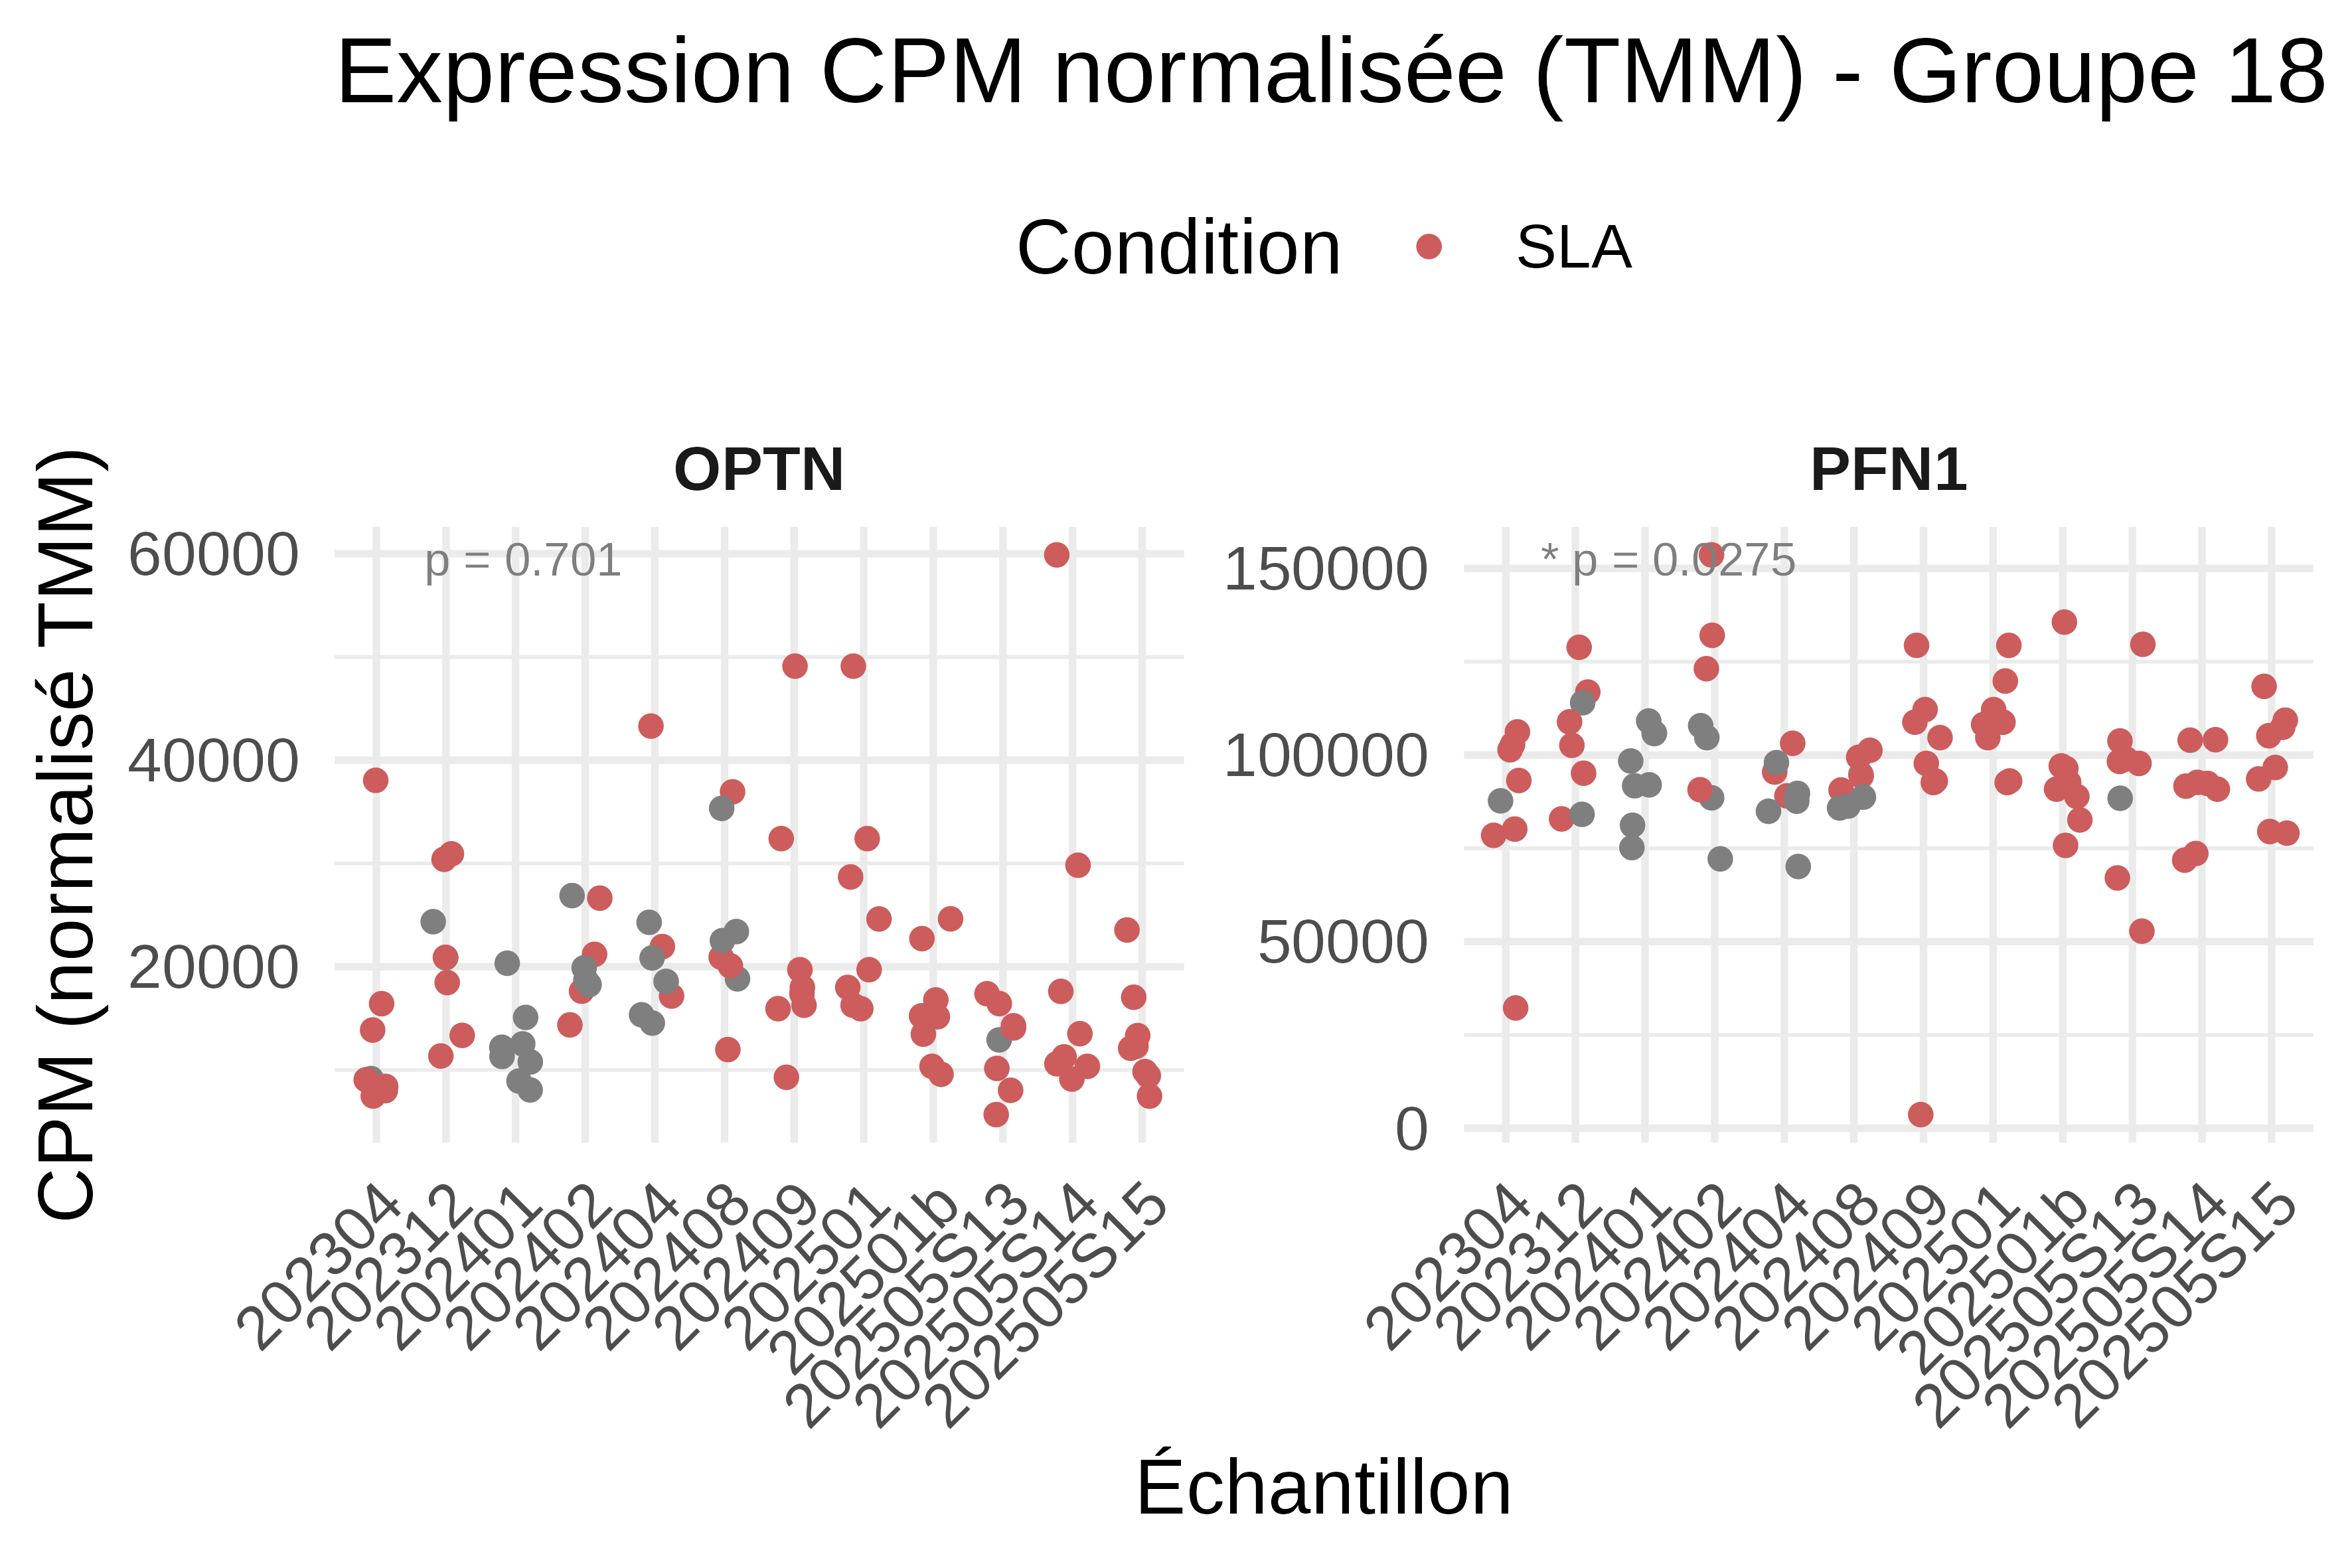 Expression CPM normalisée (TMM) - Groupe 18
Condition SLA
OPTN
PFN1
CPM (normalisé TMM)
60000
40000
20000
p = 0.701
150000
100000
50000
0
* p = 0.0275
202304
202312
202401
202402
202404
202408
202409
202501
202501b
202505S13
202505S14
202505S15
202304
202312
202401
202402
202404
202408
202409
202501
202501b
202505S13
202505S14
202505S15
Échantillon